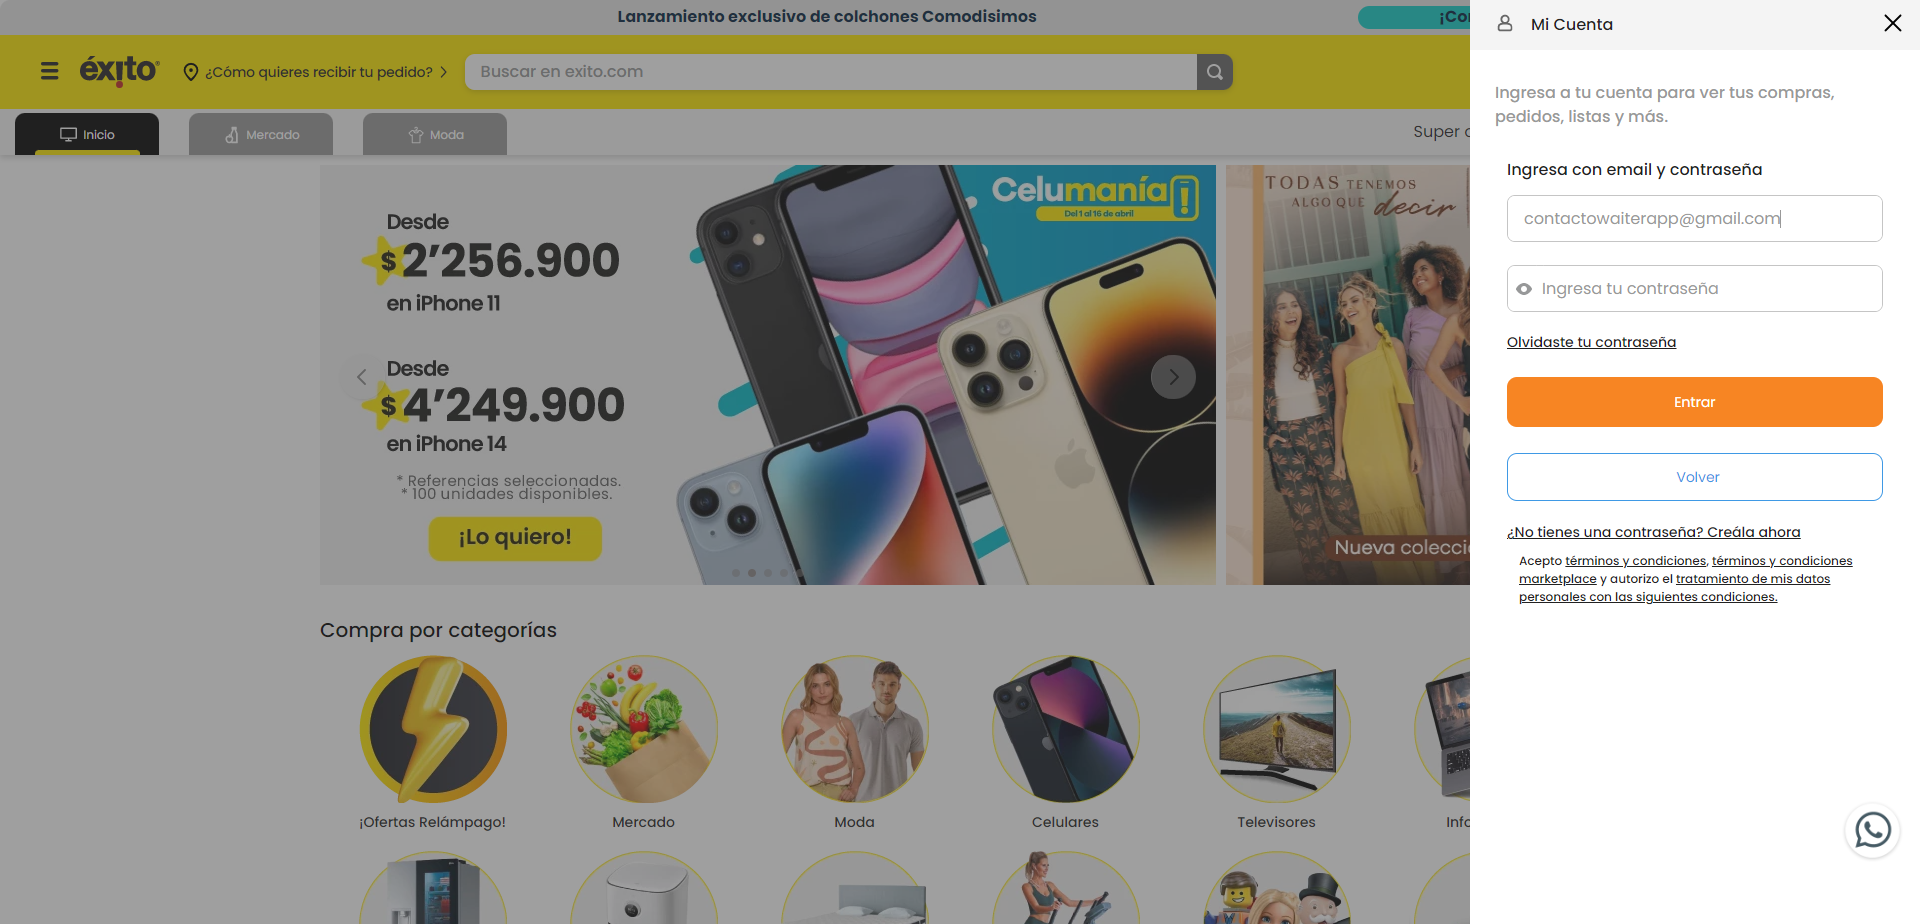 Lanzamiento exclusivo de colchones Comodisimos
éxito
¿Cómo quieres recibir tu pedido?
Buscar en exito.com
Inicio
Mercado
Moda
Desde
$2’256.900
en iPhone 11
Desde
$4’249.900
en iPhone 14
* Referencias seleccionadas.
* 100 unidades disponibles.
¡Lo quiero!
Celumanía!
Del 1 al 16 de abril
TODAS TENEMOS
ALGO QUE decir
Compra por categorías
¡Ofertas Relámpago!
Mercado
Moda
Celulares
Televisores
Mi Cuenta
Ingresa a tu cuenta para ver tus compras,
pedidos, listas y más.
Ingresa con email y contraseña
contactowaiterapp@gmail.com
Ingresa tu contraseña
Olvidaste tu contraseña
Entrar
Volver
¿No tienes una contraseña? Creála ahora
Acepto términos y condiciones, términos y condiciones
marketplace y autorizo el tratamiento de mis datos
personales con las siguientes condiciones.
Super
Nueva